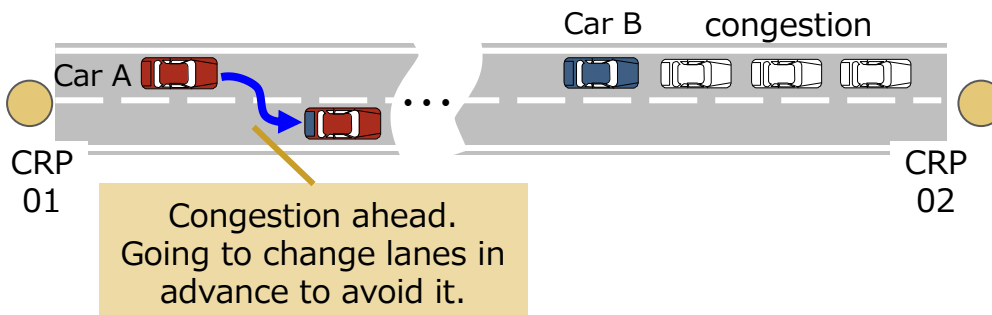 Car B
congestion
Car A
...
CRP
01
CRP
02
Congestion ahead.
Going to change lanes in
advance to avoid it.